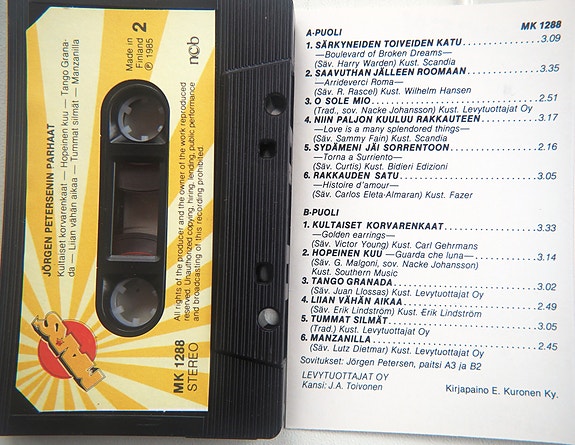 JÖRGEN PETERSENIN PARHAAT
Kultaiset korvarenkaat — Hopeinen kuu — Tango Grana-
da — Liian vähän aikaa — Tummat silmät — Manzanilla
Made in
Finland
℗ 1985
2
ncb
STAR
MK 1288
STEREO
All rights of the producer and the owner of the work reproduced
reserved. Unauthorized copying, hiring, lending, public performance
and broadcasting of this recording prohibited.
A-PUOLI MK 1288
1. SÄRKYNEIDEN TOIVEIDEN KATU 3.09
—Boulevard of Broken Dreams—
(Säv. Harry Warden) Kust. Scandia
2. SAAVUTHAN JÄLLEEN ROOMAAN 3.35
—Arrideverci Roma—
(Säv. R. Rascel) Kust. Wilhelm Hansen
3. O SOLE MIO 2.51
(Trad., sov. Nacke Johansson) Kust. Levytuottajat Oy
4. NIIN PALJON KUULUU RAKKAUTEEN 3.17
—Love is a many splendored things—
(Säv. Sammy Fain) Kust. Scandia
5. SYDÄMENI JÄI SORRENTOON 2.16
—Torna a Surriento—
(Säv. Curtis) Kust. Bidieri Edizioni
6. RAKKAUDEN SATU 3.05
—Histoire d'amour—
(Säv. Carlos Eleta-Almaran) Kust. Fazer
B-PUOLI
1. KULTAISET KORVARENKAAT 3.33
—Golden earrings—
(Säv. Victor Young) Kust. Carl Gehrmans
2. HOPEINEN KUU —Guarda che luna— 3.14
(Säv. G. Malgoni, sov. Nacke Johansson)
Kust. Southern Music
3. TANGO GRANADA 3.02
(Säv. Juan Llossas) Kust. Levytuottajat Oy
4. LIIAN VÄHÄN AIKAA 2.49
(Säv. Erik Lindström) Kust. Erik Lindström
5. TUMMAT SILMÄT 3.05
(Trad.) Kust. Levytuottajat Oy
6. MANZANILLA 2.45
(Säv. Lutz Dietmar) Kust. Levytuottajat Oy
Sovitukset: Jörgen Petersen, paitsi A3 ja B2
LEVYTUOTTAJAT OY
Kansi: J.A. Toivonen Kirjapaino E. Kuronen Ky.